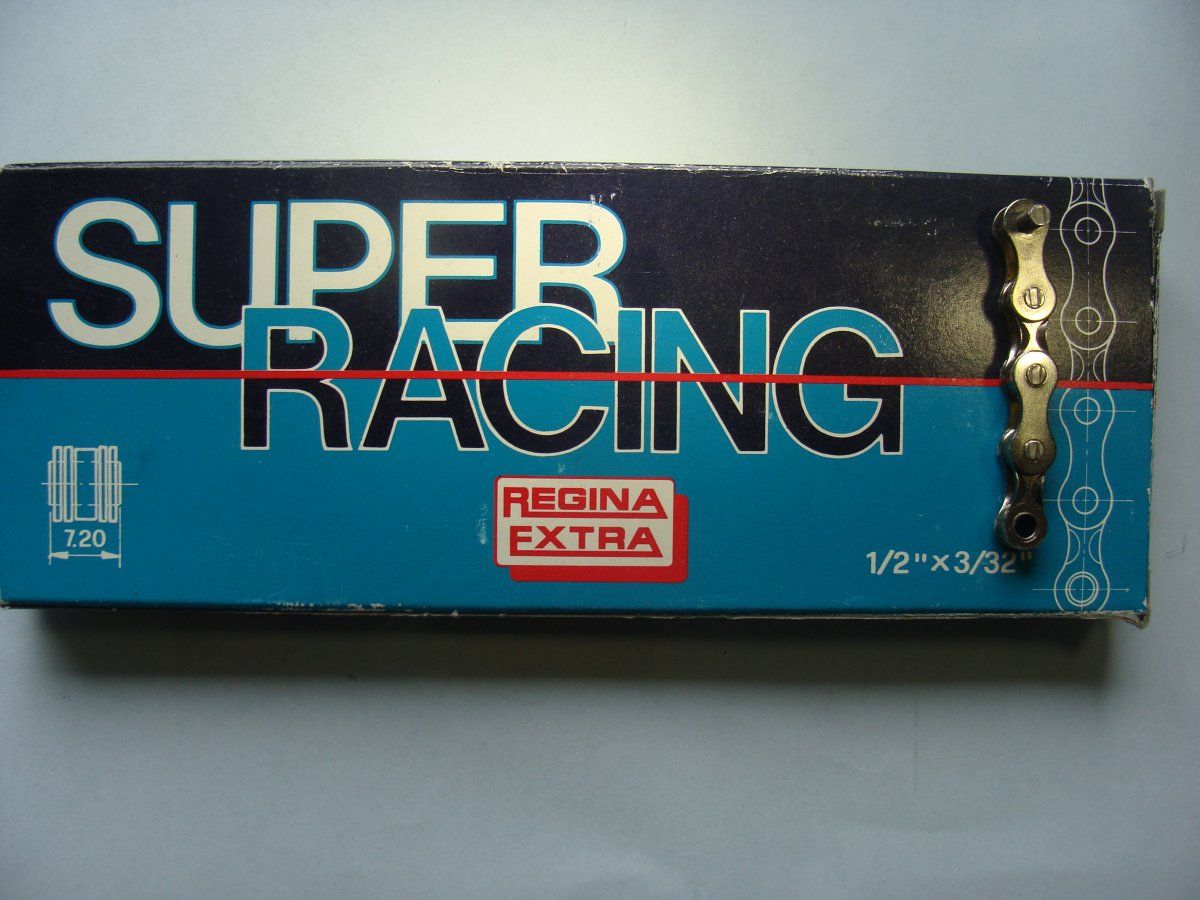 SUPER
RACING
7.20
REGINA
EXTRA
1/2" x 3/32"